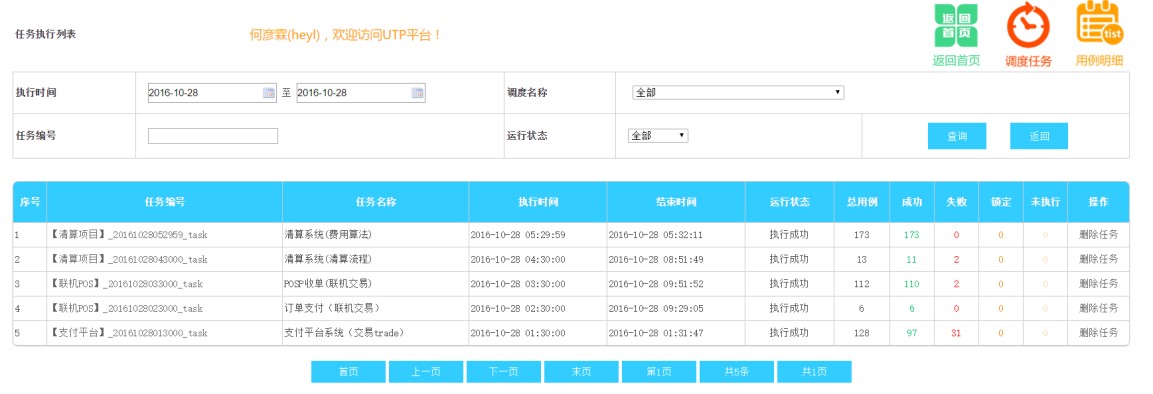 任务执行列表
何彦霖(heyl)，欢迎访问UTP平台！
返回首页
tist
返回首页 调度任务 用例明细
执行时间 2016-10-28 至 2016-10-28 调度名称 全部
任务编号 运行状态 全部 查询 返回
序号 任务编号 任务名称 执行时间 结束时间 运行状态 总用例 成功 失败 锁定 未执行 操作
1 【清算项目】_20161028052959_task 清算系统(费用算法) 2016-10-28 05:29:59 2016-10-28 05:32:11 执行成功 173 173 0 0 0 删除任务
2 【清算项目】_20161028043000_task 清算系统(清算流程) 2016-10-28 04:30:00 2016-10-28 08:51:49 执行成功 13 11 2 0 0 删除任务
3 【联机POS】_20161028033000_task POSP收单(联机交易) 2016-10-28 03:30:00 2016-10-28 09:51:52 执行成功 112 110 2 0 0 删除任务
4 【联机POS】_20161028023000_task 订单支付（联机交易） 2016-10-28 02:30:00 2016-10-28 09:29:05 执行成功 6 6 0 0 0 删除任务
5 【支付平台】_20161028013000_task 支付平台系统（交易trade） 2016-10-28 01:30:00 2016-10-28 01:31:47 执行成功 128 97 31 0 0 删除任务
首页 上一页 下一页 末页 第1页 共5条 共1页